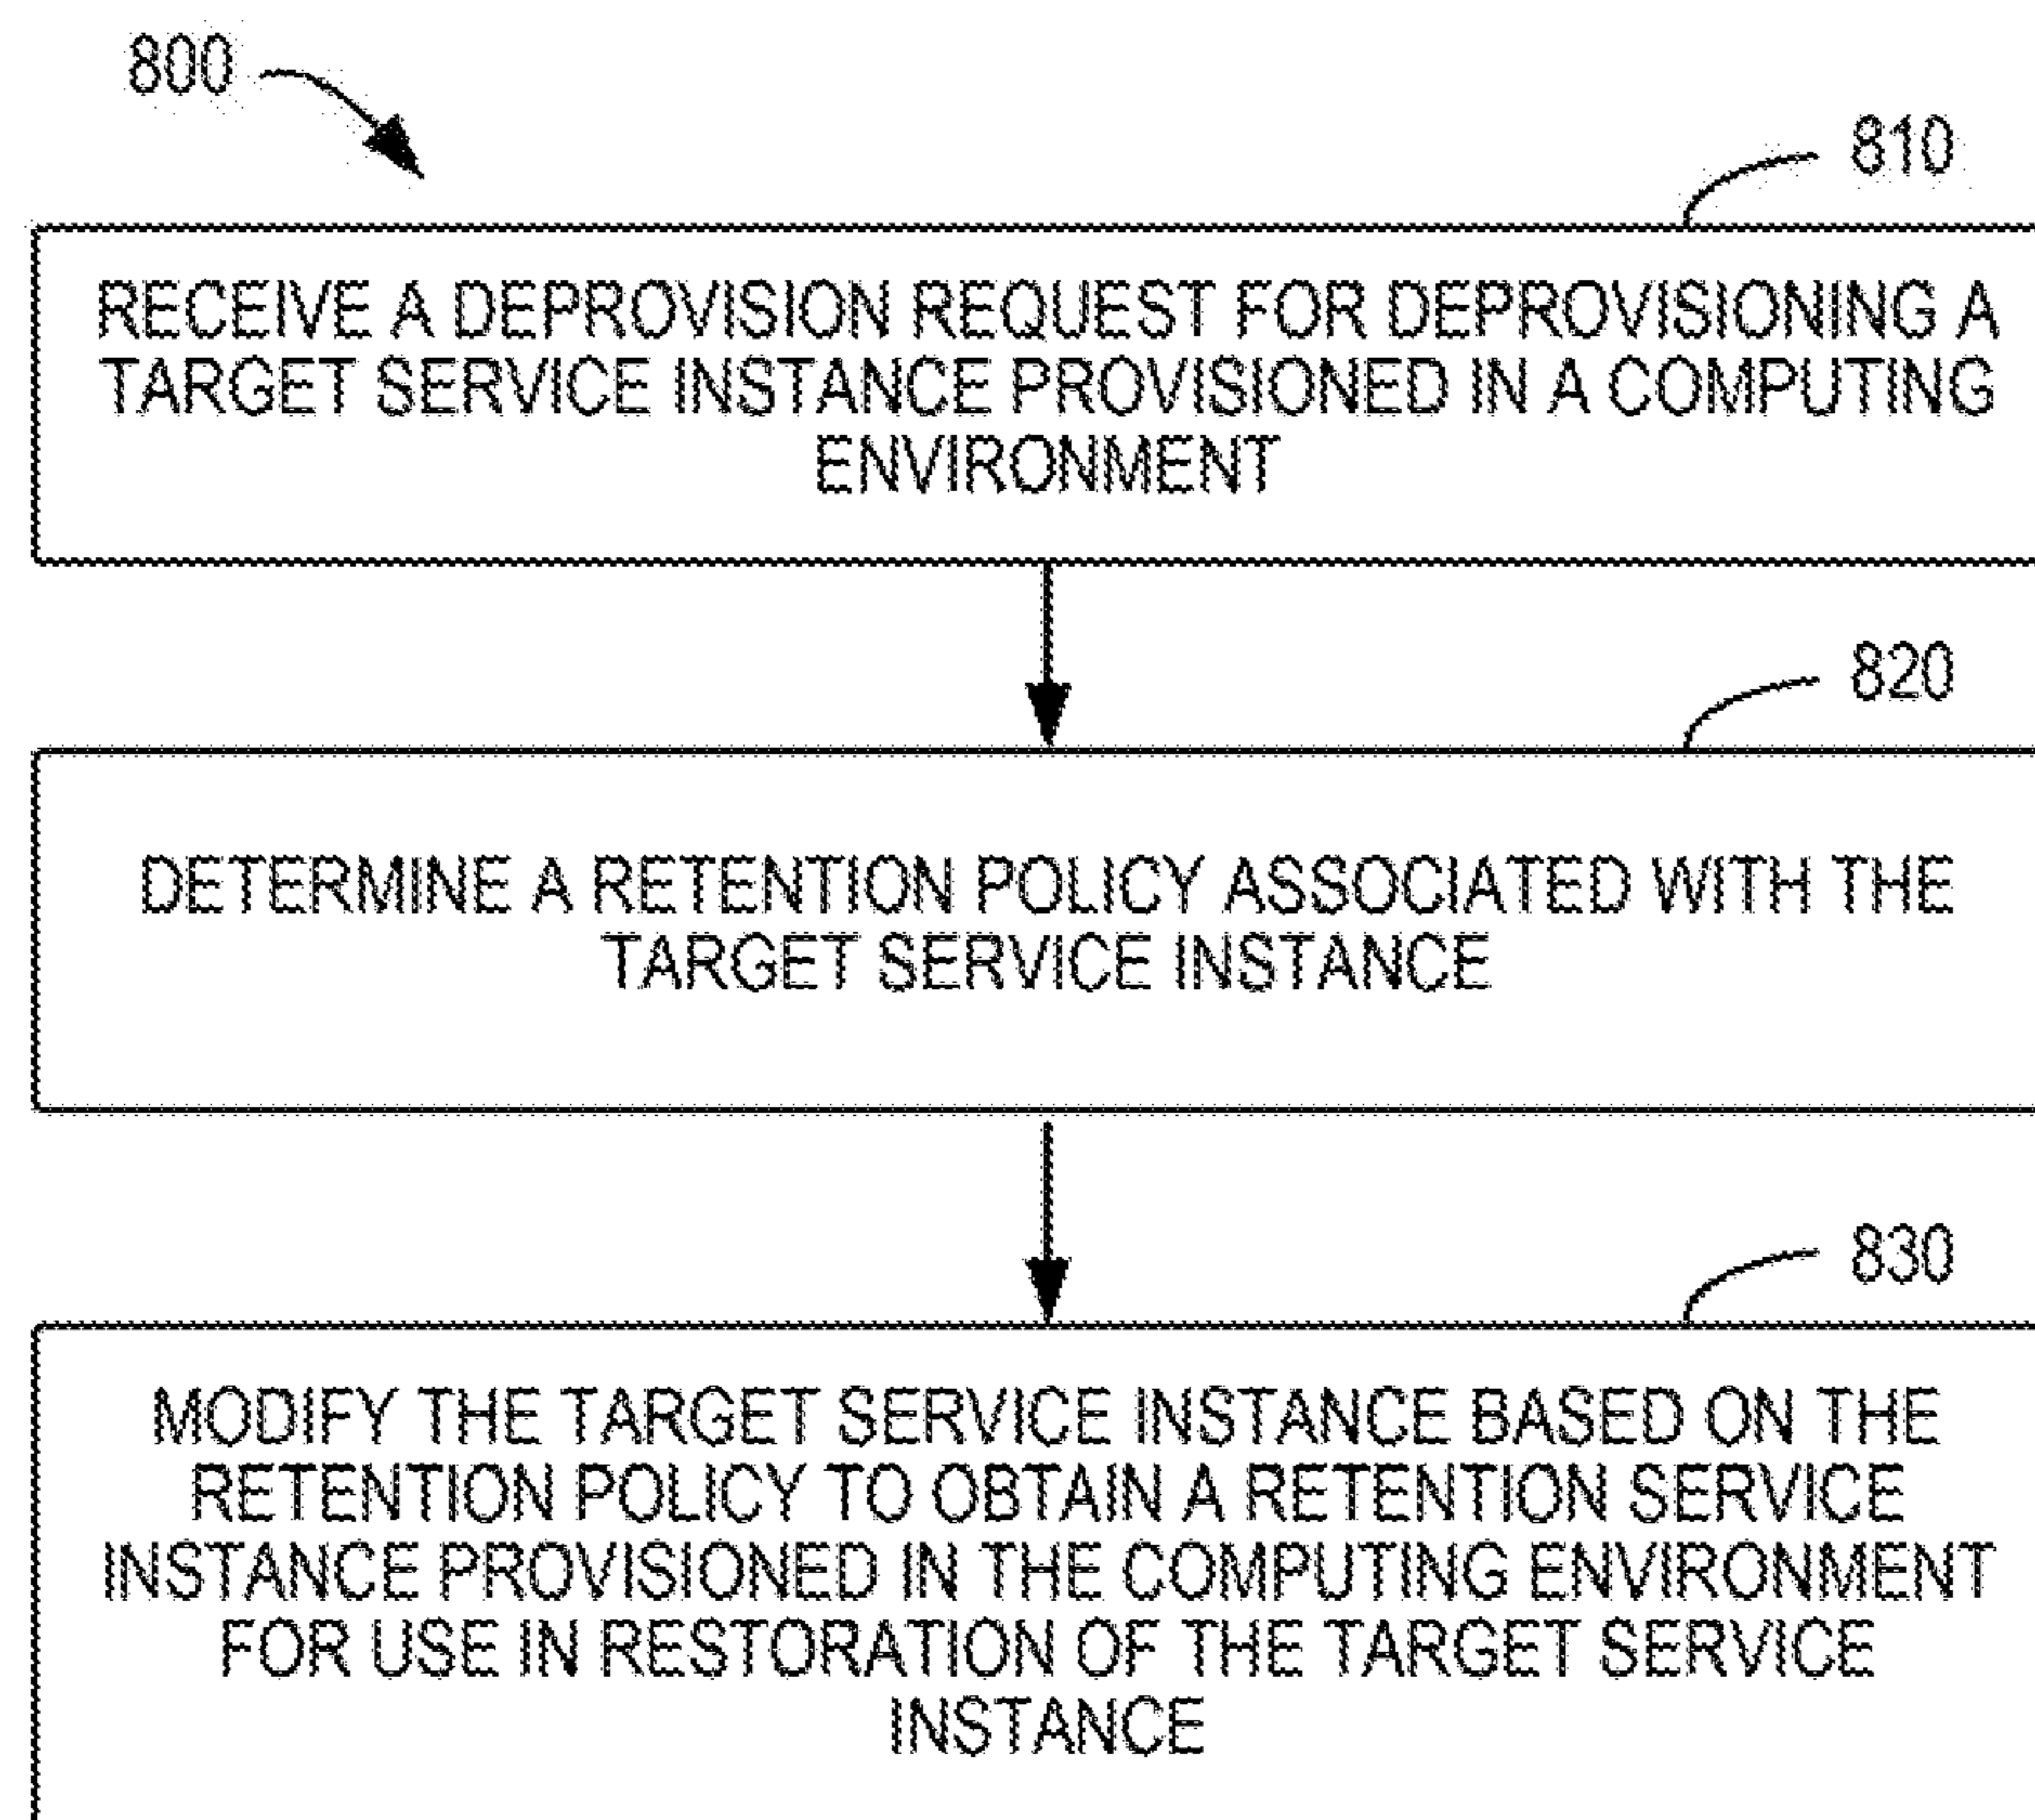 800
810
RECEIVE A DEPROVISION REQUEST FOR DEPROVISIONING A
TARGET SERVICE INSTANCE PROVISIONED IN A COMPUTING
ENVIRONMENT
820
DETERMINE A RETENTION POLICY ASSOCIATED WITH THE
TARGET SERVICE INSTANCE
830
MODIFY THE TARGET SERVICE INSTANCE BASED ON THE
RETENTION POLICY TO OBTAIN A RETENTION SERVICE
INSTANCE PROVISIONED IN THE COMPUTING ENVIRONMENT
FOR USE IN RESTORATION OF THE TARGET SERVICE
INSTANCE